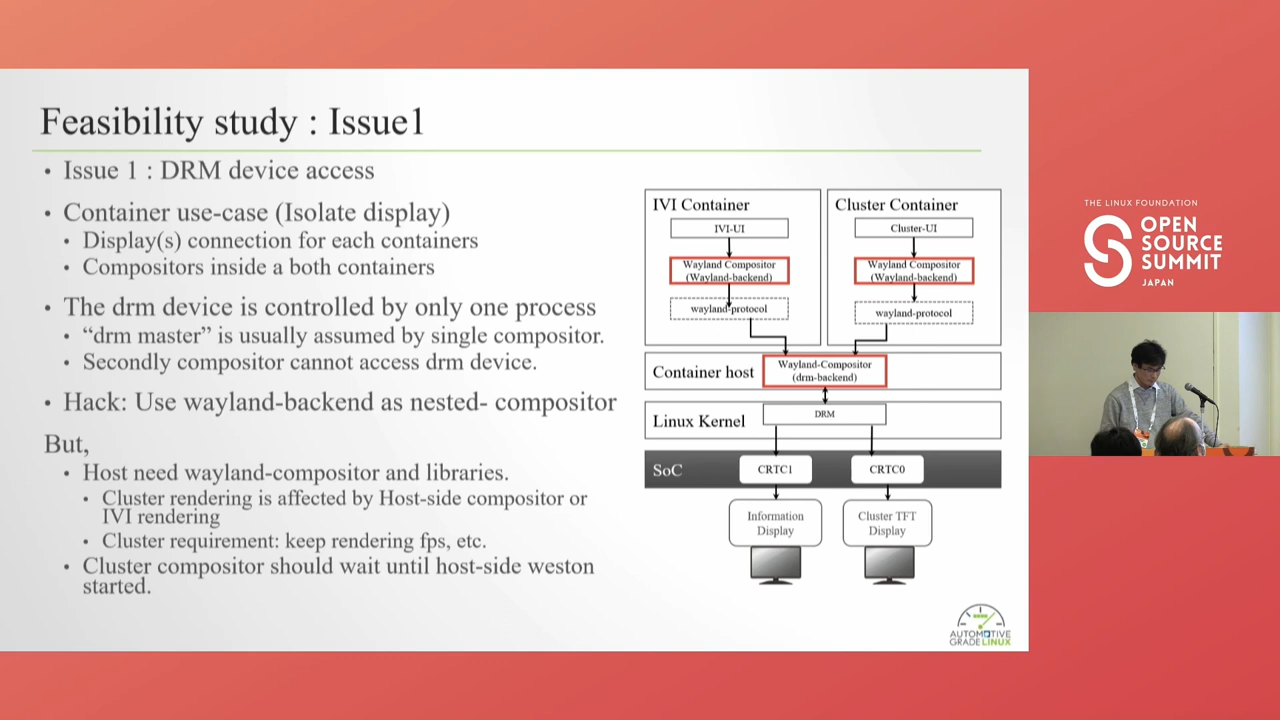 Feasibility study : Issue1
• Issue 1 : DRM device access
• Container use-case (Isolate display)
• Display(s) connection for each containers
• Compositors inside a both containers
• The drm device is controlled by only one process
• “drm master” is usually assumed by single compositor.
• Secondly compositor cannot access drm device.
• Hack: Use wayland-backend as nested- compositor
But,
• Host need wayland-compositor and libraries.
• Cluster rendering is affected by Host-side compositor or
IVI rendering
• Cluster requirement: keep rendering fps, etc.
• Cluster compositor should wait until host-side weston
started.
IVI Container
IVI-UI
Wayland Compositor
(Wayland-backend)
wayland-protocol
Cluster Container
Cluster-UI
Wayland Compositor
(Wayland-backend)
wayland-protocol
Container host
Wayland-Compositor
(drm-backend)
Linux Kernel
DRM
SoC
CRTC1
CRTC0
Information
Display
Cluster TFT
Display
AUTOMOTIVE
GRADE LINUX
THE LINUX FOUNDATION
OPEN
SOURCE
SUMMIT
JAPAN